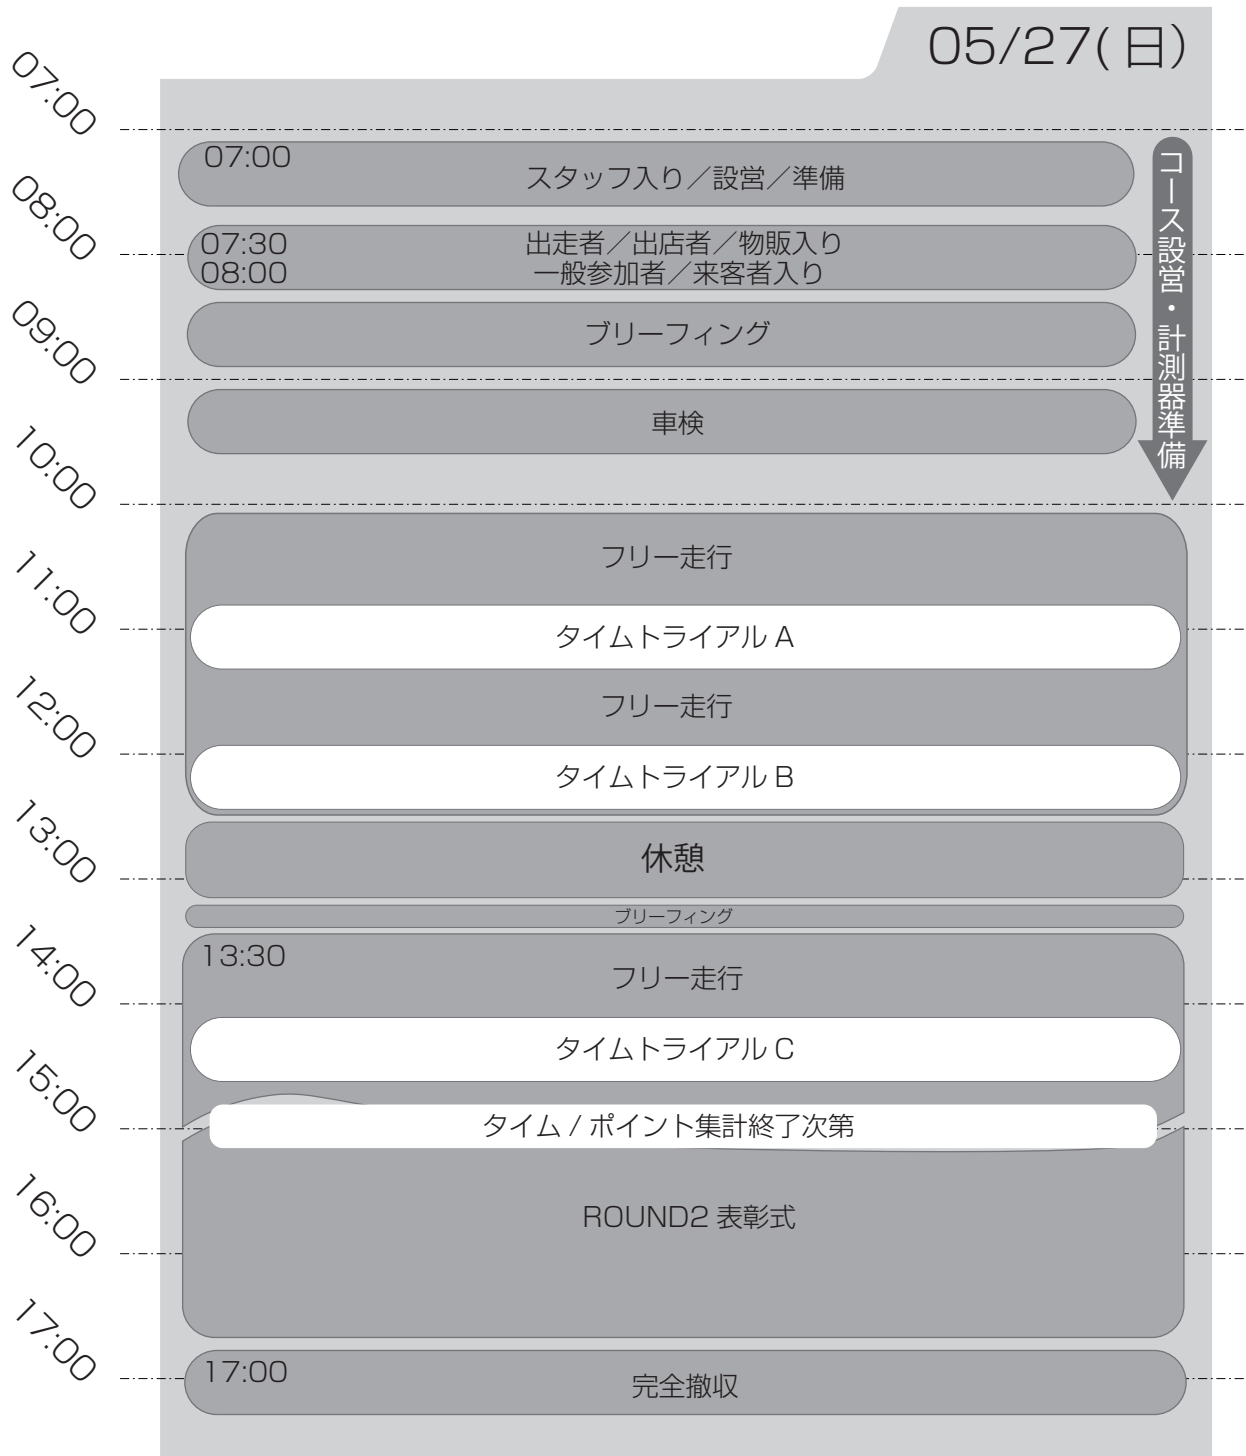 05/27(日)
07:00
08:00
09:00
10:00
11:00
12:00
13:00
14:00
15:00
16:00
17:00
07:00
スタッフ入り／設営／準備
07:30 出走者／出店者／物販入り
08:00 一般参加者／来客者入り
ブリーフィング
車検
コース設営・計測器準備
フリー走行
タイムトライアル A
フリー走行
タイムトライアル B
休憩
ブリーフィング
13:30
フリー走行
タイムトライアル C
タイム / ポイント集計終了次第
ROUND2 表彰式
17:00
完全撤収